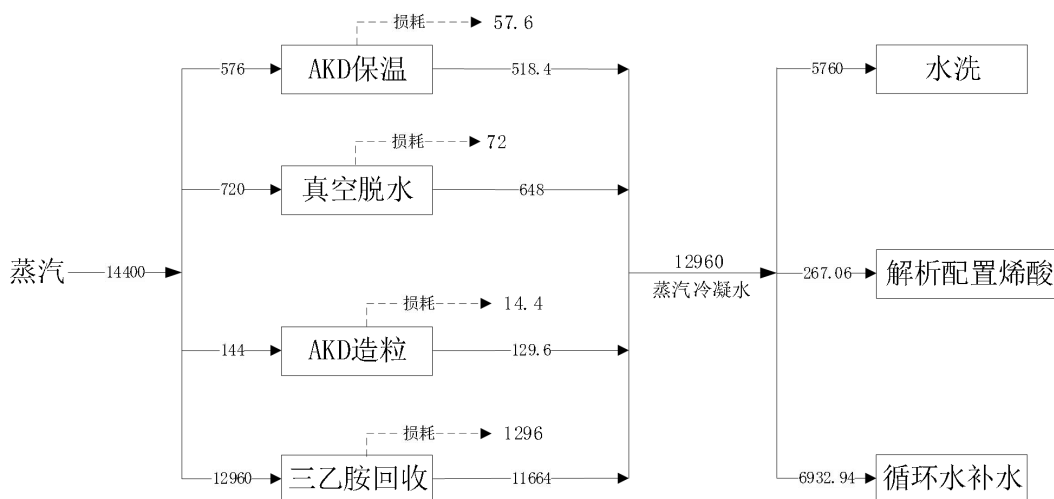 损耗 57.6
576 AKD保温 518.4
5760 水洗
损耗 72
720 真空脱水 648
蒸汽 14400
12960
蒸汽冷凝水
267.06 解析配置烯酸
损耗 14.4
144 AKD造粒 129.6
损耗 1296
12960 三乙胺回收 11664
6932.94 循环水补水